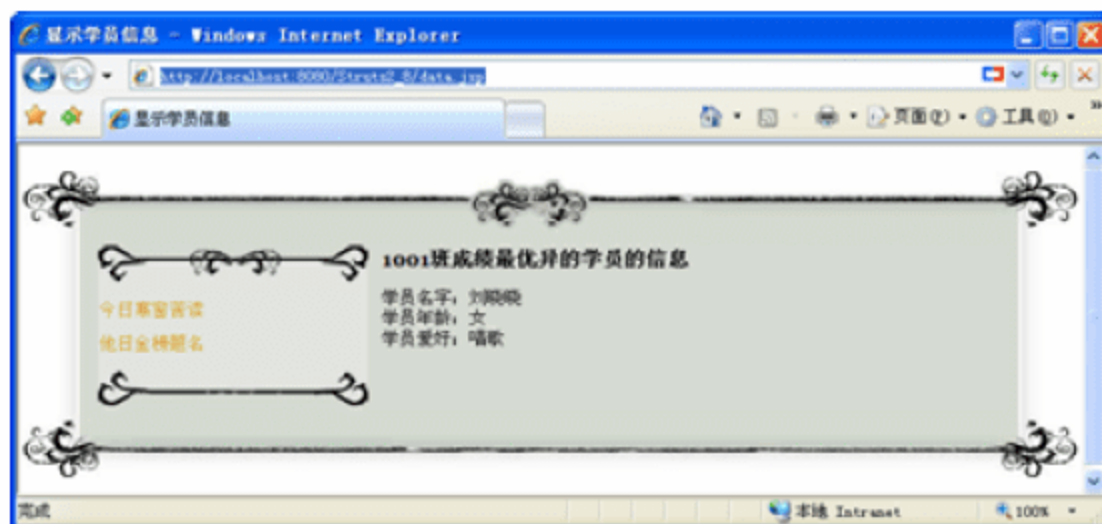 显示学员信息 - Windows Internet Explorer
http://localhost:8080/Struts2_8/data.jsp
显示学员信息
页面(P)
工具(O)
1001班成绩最优异的学员的信息
学员名字：刘晓晓
学员年龄：女
学员爱好：唱歌
今日寒窗苦读
他日金榜题名
完成
本地 Intranet
100%